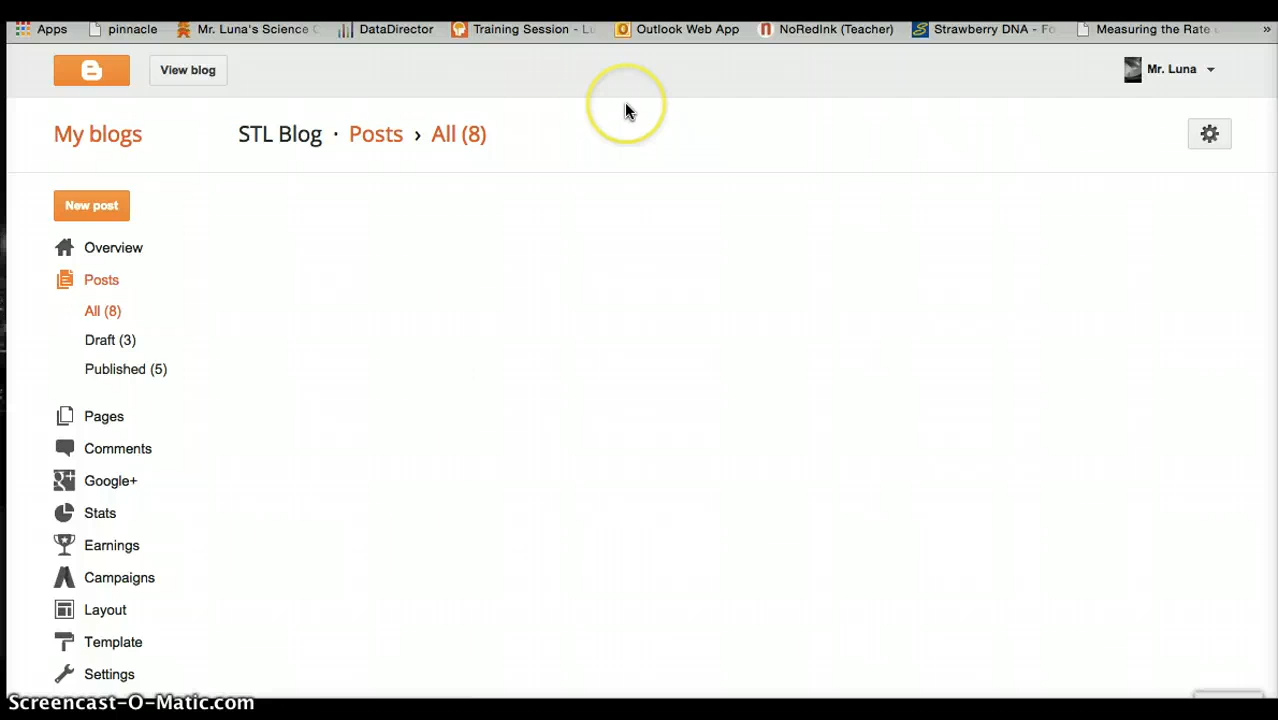 Apps pinnacle Mr. Luna's Science DataDirector Training Session - Lu Outlook Web App NoRedInk (Teacher) Strawberry DNA - Fo Measuring the Rate »
View blog Mr. Luna
My blogs STL Blog · Posts › All (8)
New post
Overview
Posts
All (8)
Draft (3)
Published (5)
Pages
Comments
Google+
Stats
Earnings
Campaigns
Layout
Template
Settings
Screencast-O-Matic.com